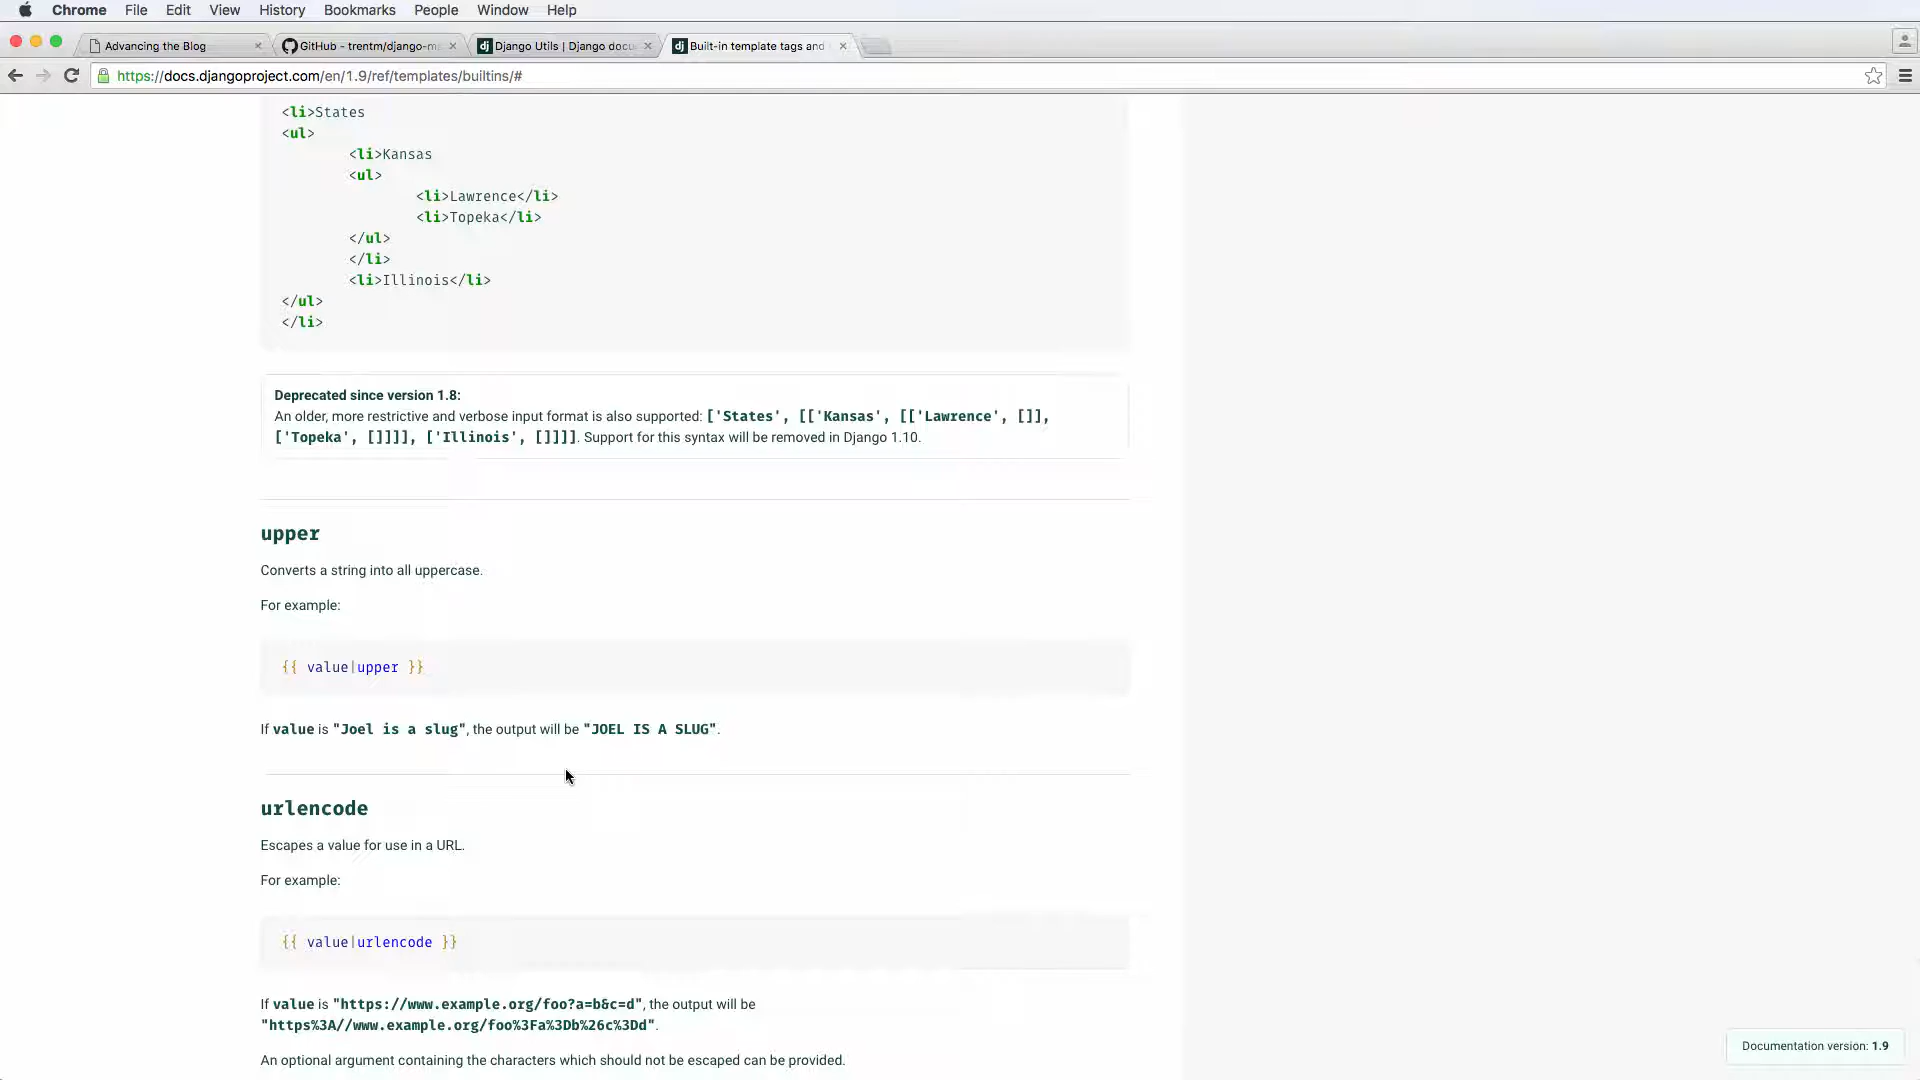 Chrome File Edit View History Bookmarks People Window Help
Advancing the Blog
GitHub - trentm/django-m
Django Utils | Django docu
Built-in template tags and
https://docs.djangoproject.com/en/1.9/ref/templates/builtins/#
<li>States
<ul>
<li>Kansas
<ul>
<li>Lawrence</li>
<li>Topeka</li>
</ul>
</li>
<li>Illinois</li>
</ul>
</li>
Deprecated since version 1.8:
An older, more restrictive and verbose input format is also supported: ['States', [['Kansas', [['Lawrence', []],
['Topeka', []]]], ['Illinois', []]]]. Support for this syntax will be removed in Django 1.10.
upper
Converts a string into all uppercase.
For example:
{{ value|upper }}
If value is "Joel is a slug", the output will be "JOEL IS A SLUG".
urlencode
Escapes a value for use in a URL.
For example:
{{ value|urlencode }}
If value is "https://www.example.org/foo?a=b&c=d", the output will be
"https%3A//www.example.org/foo%3Fa%3Db%26c%3Dd".
An optional argument containing the characters which should not be escaped can be provided.
Documentation version: 1.9